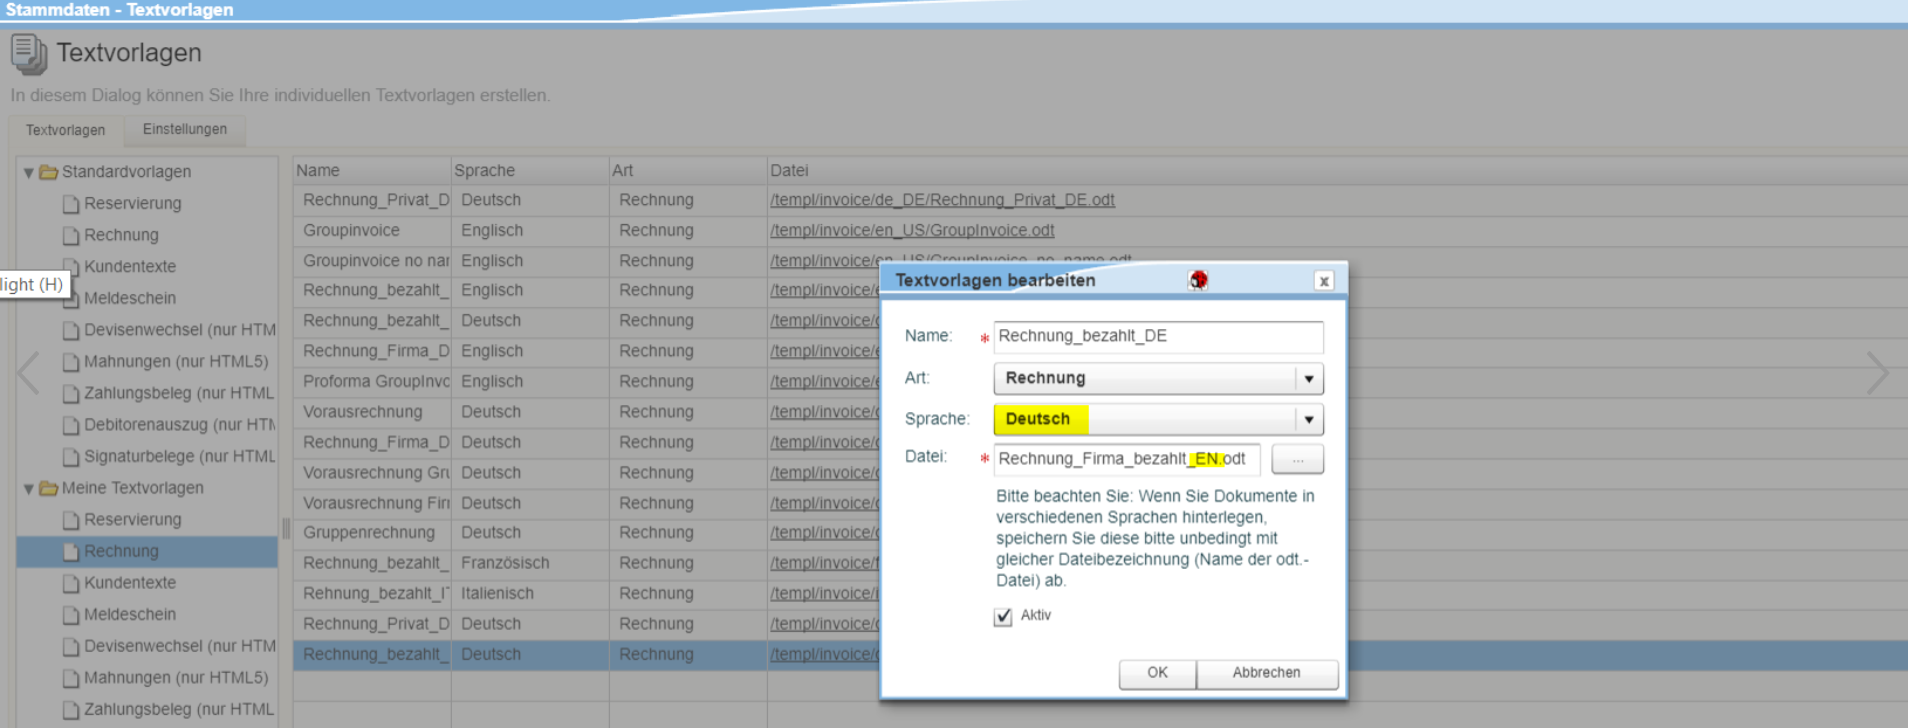 Stammdaten - Textvorlagen
Textvorlagen
In diesem Dialog können Sie Ihre individuellen Textvorlagen erstellen.
Textvorlagen Einstellungen
Standardvorlagen
Reservierung
Rechnung
Kundentexte
light (H)
Meldeschein
Devisenwechsel (nur HTM
Mahnungen (nur HTML5)
Zahlungsbeleg (nur HTML
Debitorenauszug (nur HTM
Signaturbelege (nur HTML
Meine Textvorlagen
Reservierung
Rechnung
Kundentexte
Meldeschein
Devisenwechsel (nur HTM
Mahnungen (nur HTML5)
Zahlungsbeleg (nur HTML
Name Sprache Art Datei
Rechnung_Privat_D Deutsch Rechnung /templ/invoice/de_DE/Rechnung_Privat_DE.odt
Groupinvoice Englisch Rechnung /templ/invoice/en_US/GroupInvoice.odt
Groupinvoice no nar Englisch Rechnung /templ/invoice/en_US/GroupInvoice_no_name.odt
Rechnung_bezahlt_ Englisch Rechnung /templ/invoice/e
Rechnung_bezahlt_ Deutsch Rechnung /templ/invoice/d
Rechnung_Firma_D Englisch Rechnung /templ/invoice/e
Proforma GroupInvc Englisch Rechnung /templ/invoice/e
Vorausrechnung Deutsch Rechnung /templ/invoice/d
Rechnung_Firma_D Deutsch Rechnung /templ/invoice/d
Vorausrechnung Gru Deutsch Rechnung /templ/invoice/d
Vorausrechnung Firi Deutsch Rechnung /templ/invoice/d
Gruppenrechnung Deutsch Rechnung /templ/invoice/d
Rechnung_bezahlt_ Französisch Rechnung /templ/invoice/f
Rehnung_bezahlt_IT Italienisch Rechnung /templ/invoice/i
Rechnung_Privat_D Deutsch Rechnung /templ/invoice/d
Rechnung_bezahlt_ Deutsch Rechnung /templ/invoice/d
Textvorlagen bearbeiten x
Name: * Rechnung_bezahlt_DE
Art: Rechnung
Sprache: Deutsch
Datei: * Rechnung_Firma_bezahlt_EN.odt ...
Bitte beachten Sie: Wenn Sie Dokumente in
verschiedenen Sprachen hinterlegen,
speichern Sie diese bitte unbedingt mit
gleicher Dateibezeichnung (Name der odt.-
Datei) ab.
Aktiv
OK Abbrechen